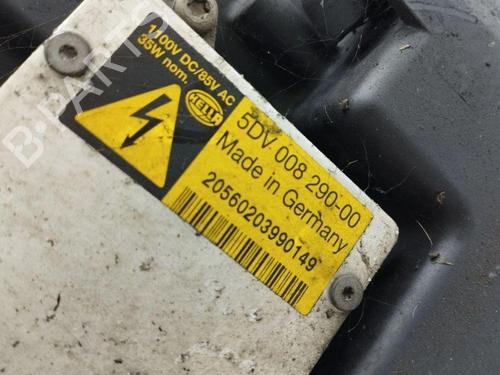 1100V DC/85V AC
35W nom.
HELLA
5DV 008 290-00
Made in Germany
20560203990149
B-PARTS